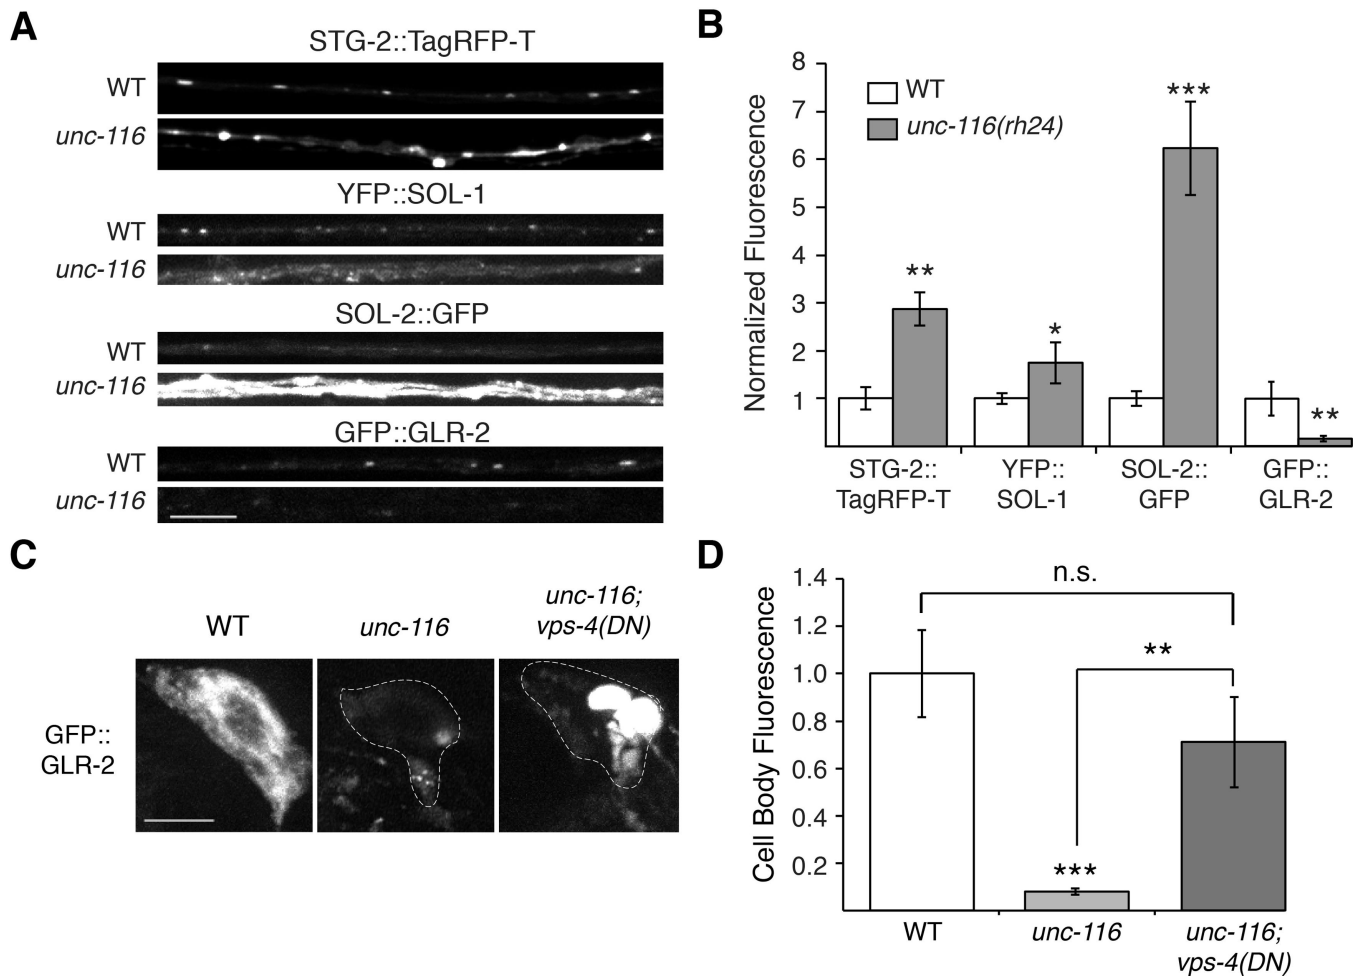 A
STG-2::TagRFP-T
WT
unc-116
YFP::SOL-1
WT
unc-116
SOL-2::GFP
WT
unc-116
GFP::GLR-2
WT
unc-116
B
Normalized Fluorescence
8
7
6
5
4
3
2
1
WT
unc-116(rh24)
**
*
***
**
STG-2::
TagRFP-T
YFP::
SOL-1
SOL-2::
GFP
GFP::
GLR-2
C
WT
unc-116
unc-116;
vps-4(DN)
GFP::
GLR-2
D
Cell Body Fluorescence
1.4
1.2
1.0
0.8
0.6
0.4
0.2
n.s.
**
***
WT
unc-116
unc-116;
vps-4(DN)